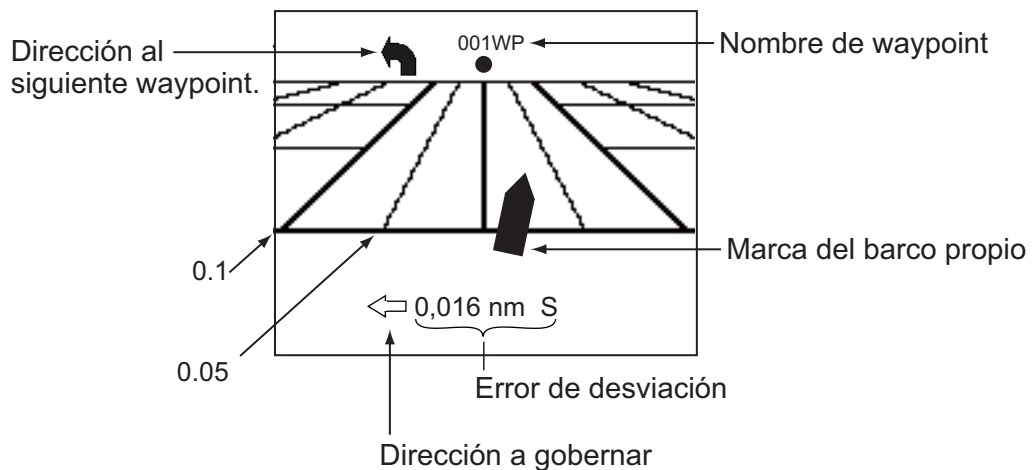 Dirección al
siguiente waypoint.
001WP
Nombre de waypoint
Marca del barco propio
0.1
0,016 nm S
0.05
Error de desviación
Dirección a gobernar